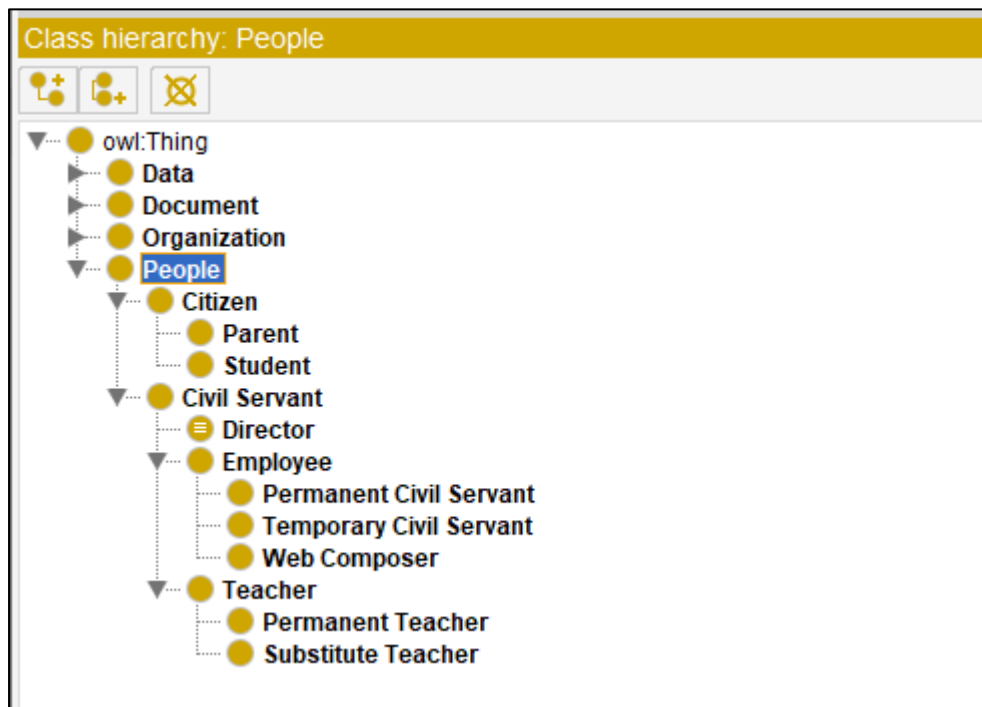 Class hierarchy: People
owl:Thing
Data
Document
Organization
People
Citizen
Parent
Student
Civil Servant
Director
Employee
Permanent Civil Servant
Temporary Civil Servant
Web Composer
Teacher
Permanent Teacher
Substitute Teacher